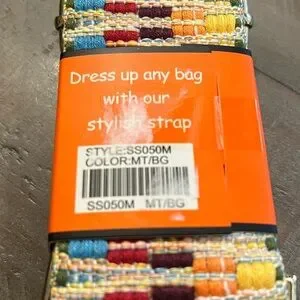 Dress up any bag
with our
stylish strap
STYLE:SS050M
COLOR:MT/BG
SS050M MT/BG